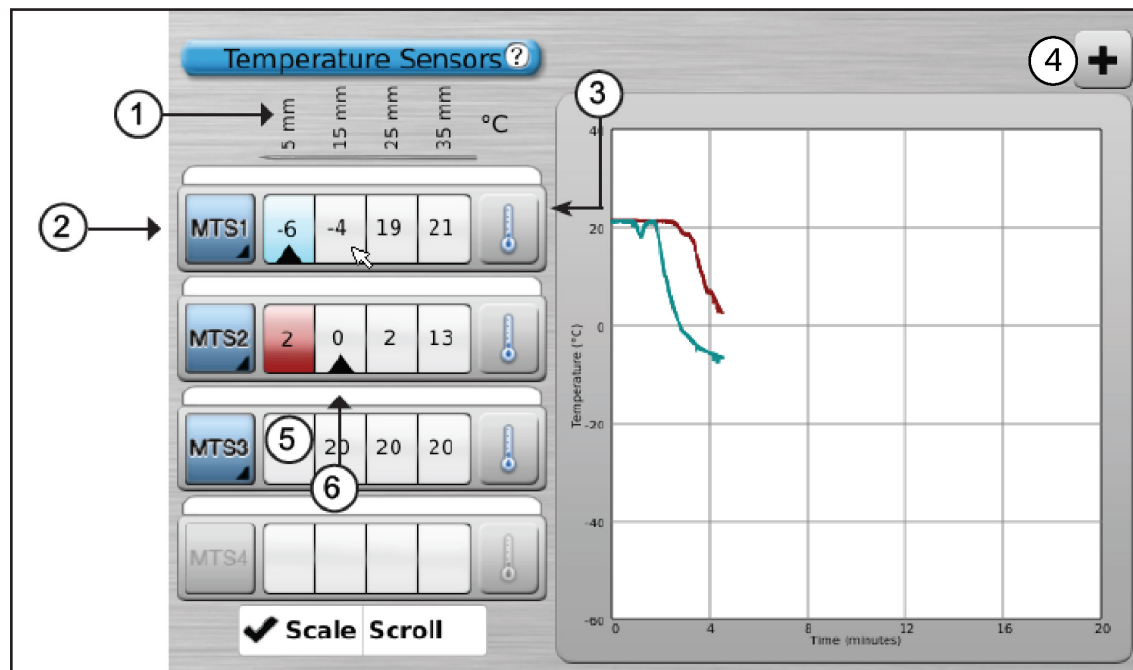 Temperature Sensors ?
4 +
1
3
5 mm 15 mm 25 mm 35 mm °C
2
MTS1 -6 -4 19 21
MTS2 2 0 2 13
MTS3 5 20 20 20
6
MTS4
✔ Scale Scroll
40
20
0
-20
-40
-60
Temperature (°C)
0 4 8 12 16 20
Time (minutes)